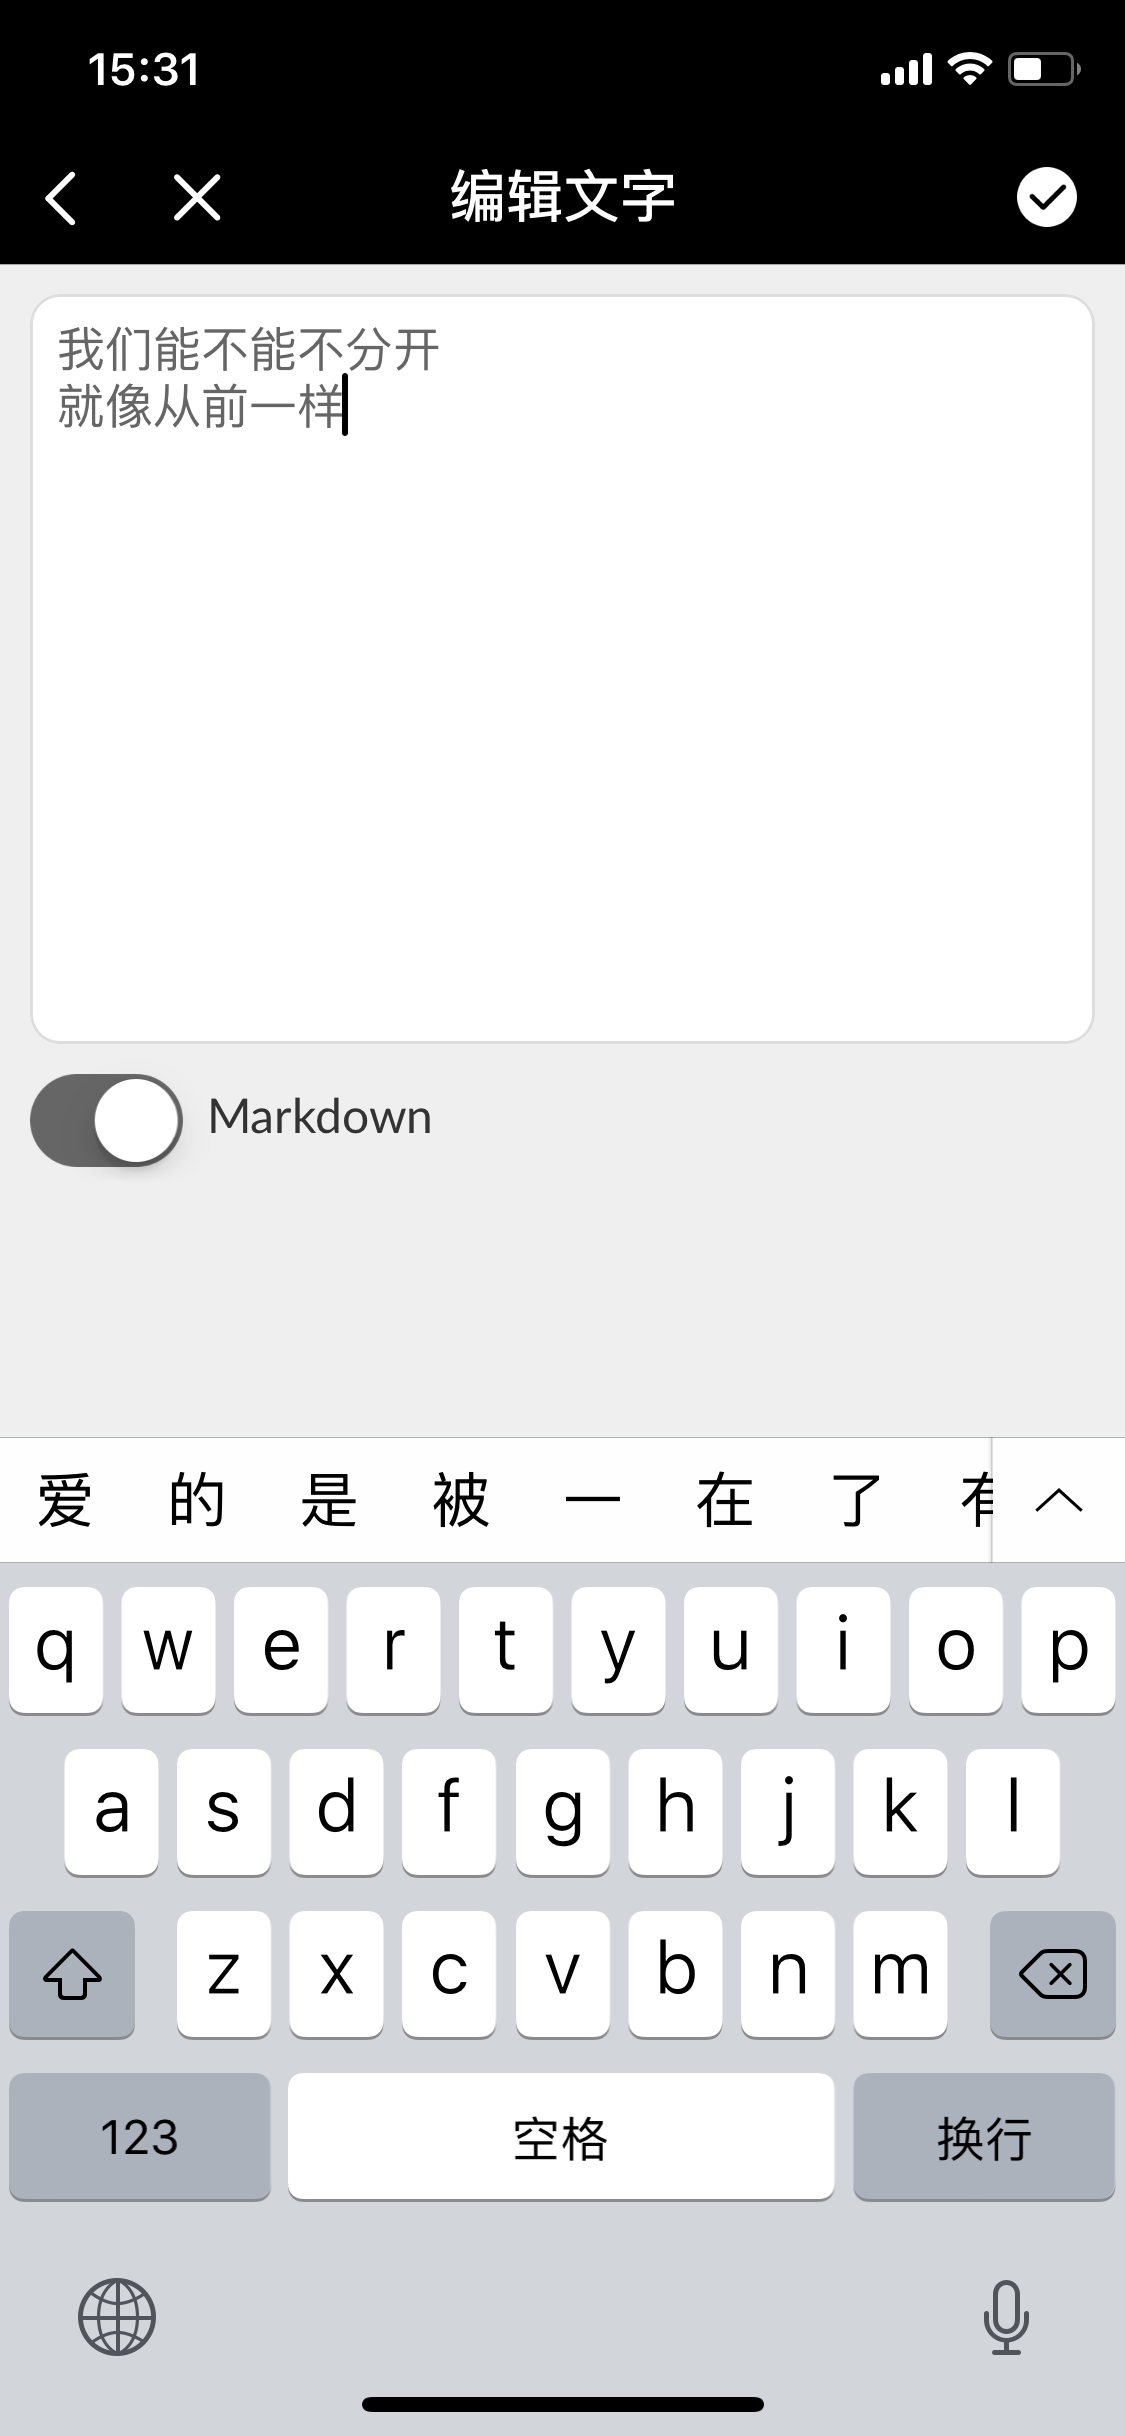 15:31
编辑文字
我们能不能不分开
就像从前一样
Markdown
爱 的 是 被 一 在 了 有
q w e r t y u i o p
a s d f g h j k l
z x c v b n m
123 空格 换行